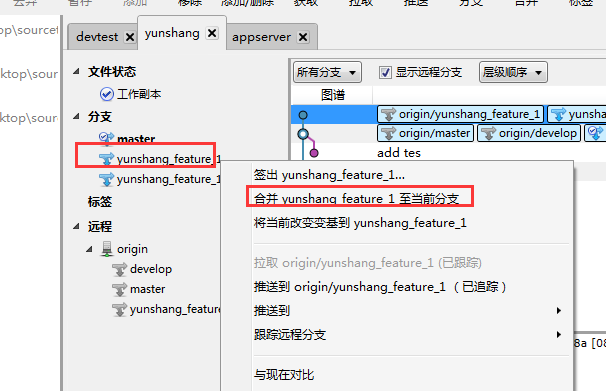 丢弃 暂存 移除 添加/删除 获取 拉取 推送 分支 合并 标签
devtest yunshang appserver
top\sourcet
sktop\sour
sktop\sour
文件状态
工作副本
分支
master
yunshang_feature_1
yunshang_feature_1
标签
远程
origin
develop
master
yunshang_featur
所有分支 显示远程分支 层级顺序
图谱
origin/yunshang_feature_1 yunsh
origin/master origin/develop
add tes
签出 yunshang_feature_1...
合并 yunshang_feature_1 至当前分支
将当前改变变基到 yunshang_feature_1
拉取 origin/yunshang_feature_1 (已跟踪)
推送到 origin/yunshang_feature_1 ( 已追踪 )
推送到
跟踪远程分支
与现在对比
8a [08